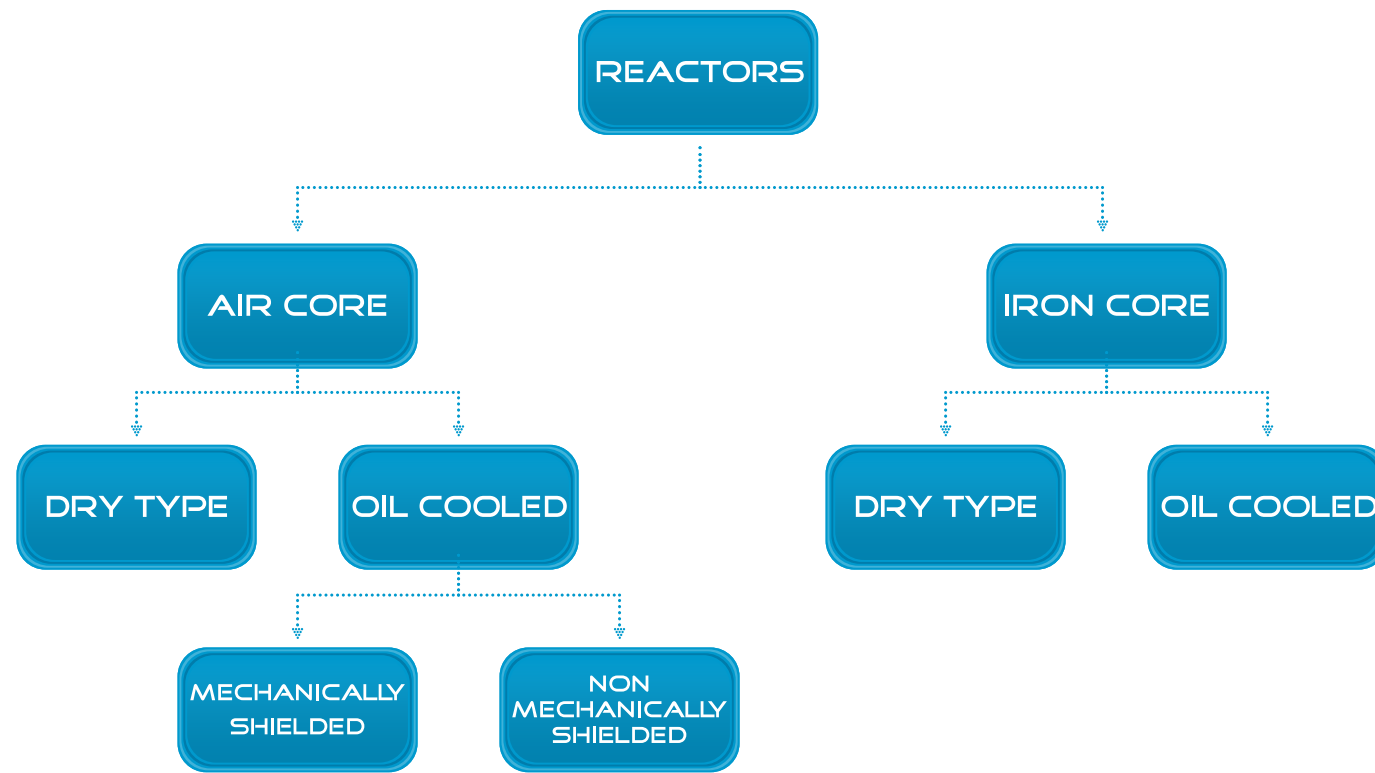 REACTORS
AIR CORE
IRON CORE
DRY TYPE
OIL COOLED
DRY TYPE
OIL COOLED
MECHANICALLY
SHIELDED
NON
MECHANICALLY
SHIELDED